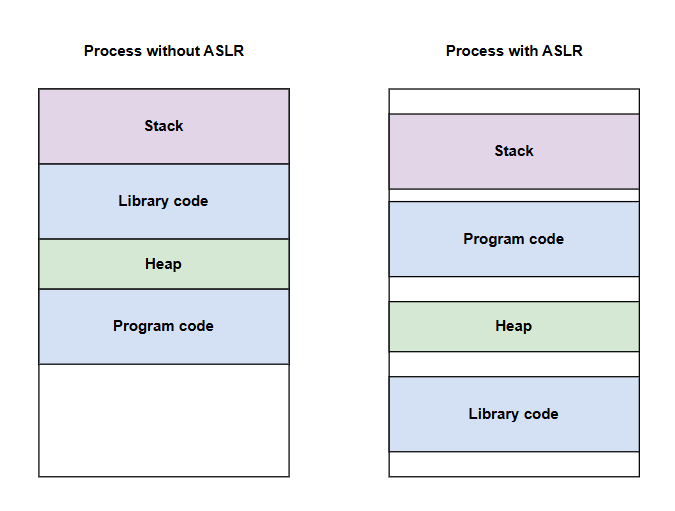 Process without ASLR
Stack
Library code
Heap
Program code
Process with ASLR
Stack
Program code
Heap
Library code